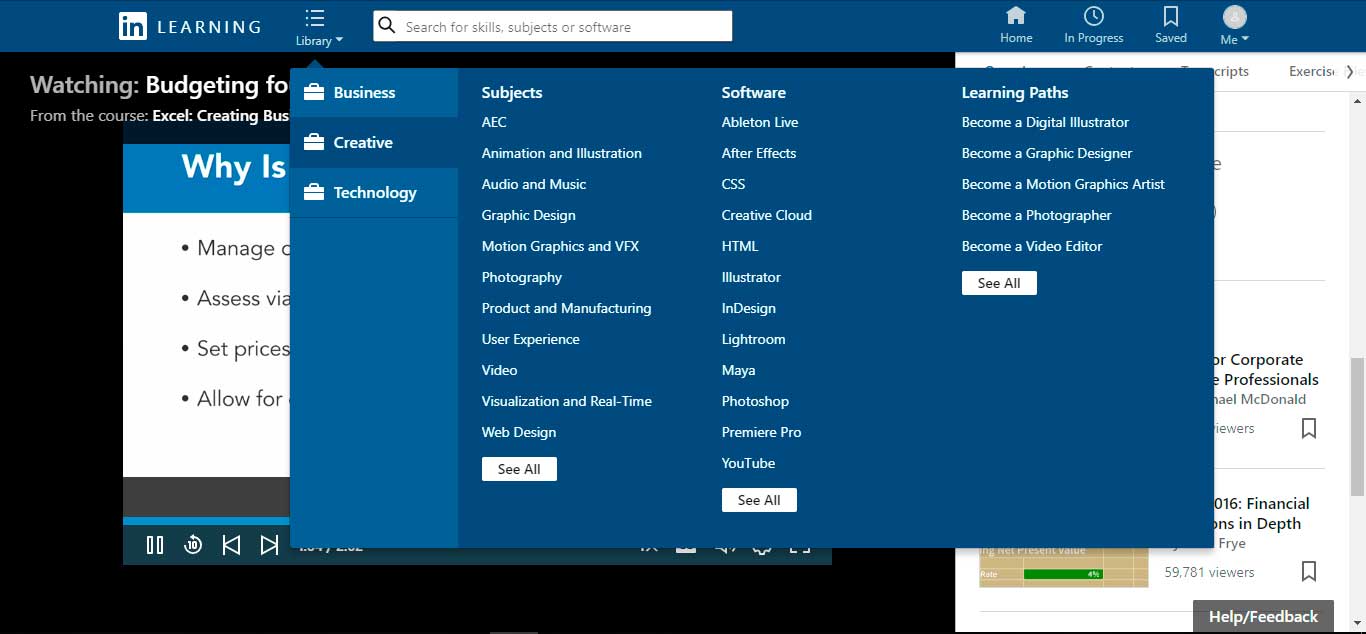 in LEARNING
Library
Search for skills, subjects or software
Home
In Progress
Saved
Me
Watching: Budgeting fo
From the course: Excel: Creating Bus
Why Is
• Manage
• Assess via
• Set prices
• Allow for
Business
Creative
Technology
Subjects
AEC
Animation and Illustration
Audio and Music
Graphic Design
Motion Graphics and VFX
Photography
Product and Manufacturing
User Experience
Video
Visualization and Real-Time
Web Design
See All
Software
Ableton Live
After Effects
CSS
Creative Cloud
HTML
Illustrator
InDesign
Lightroom
Maya
Photoshop
Premiere Pro
YouTube
See All
Learning Paths
Become a Digital Illustrator
Become a Graphic Designer
Become a Motion Graphics Artist
Become a Photographer
Become a Video Editor
See All
10
Exercise
or Corporate
e Professionals
hael McDonald
viewers
016: Financial
ons in Depth
Frye
59,781 viewers
ing Net Present Value
Rate
4%
Help/Feedback